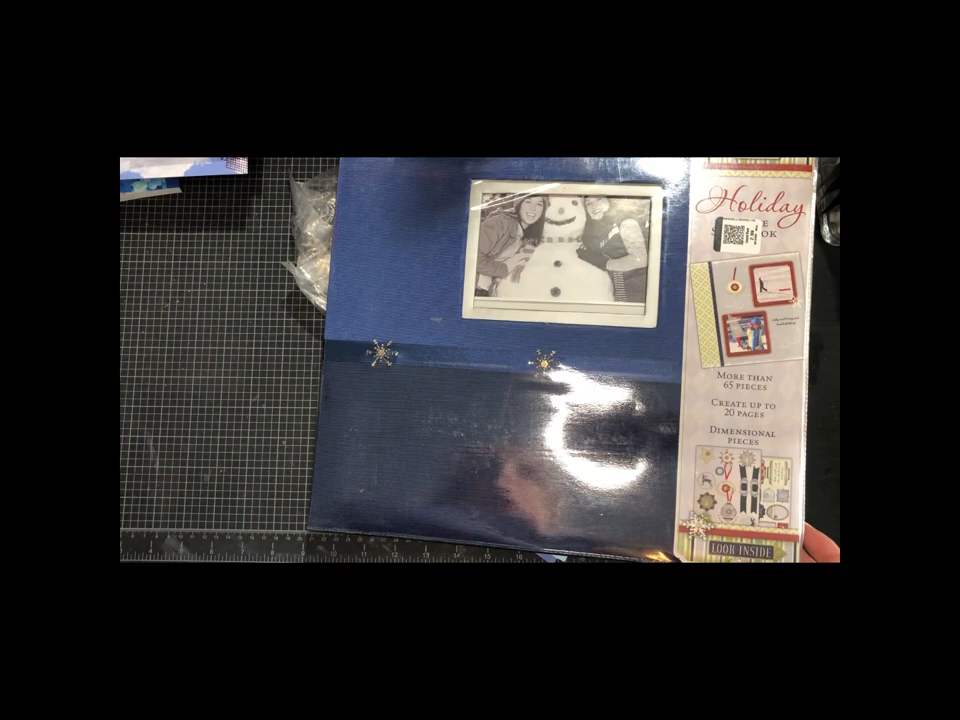 Holiday
MORE THAN
65 PIECES
CREATE UP TO
20 PAGES
DIMENSIONAL
PIECES
LOOK INSIDE